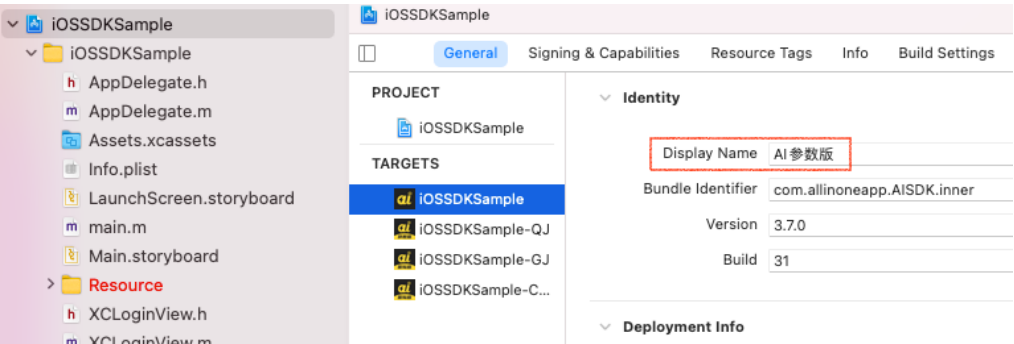 iOSSDKSample
iOSSDKSample
AppDelegate.h
AppDelegate.m
Assets.xcassets
Info.plist
LaunchScreen.storyboard
main.m
Main.storyboard
Resource
XCLoginView.h
XCLoginView.m
iOSSDKSample
General Signing & Capabilities Resource Tags Info Build Settings
PROJECT
iOSSDKSample
TARGETS
iOSSDKSample
iOSSDKSample-QJ
iOSSDKSample-GJ
iOSSDKSample-C...
Identity
Display Name AI参数版
Bundle Identifier com.allinoneapp.AISDK.inner
Version 3.7.0
Build 31
Deployment Info